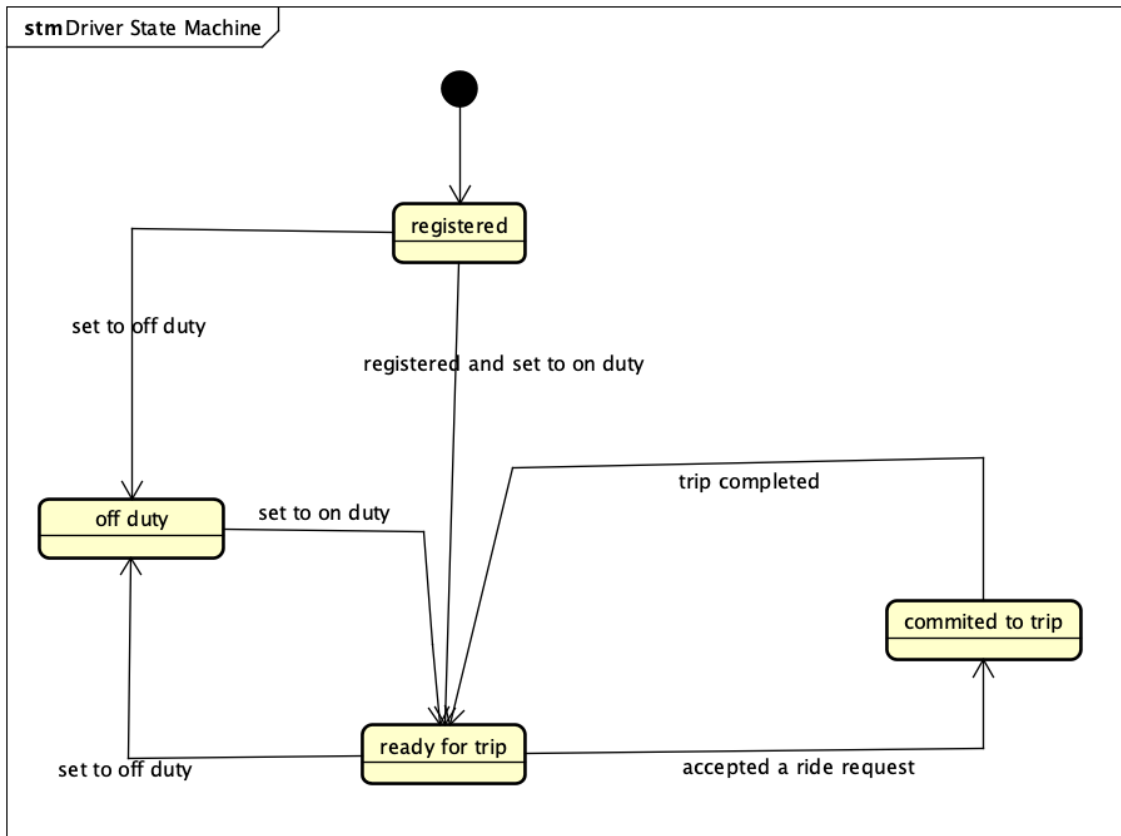 stm Driver State Machine
registered
set to off duty
registered and set to on duty
trip completed
off duty
set to on duty
commited to trip
ready for trip
set to off duty
accepted a ride request